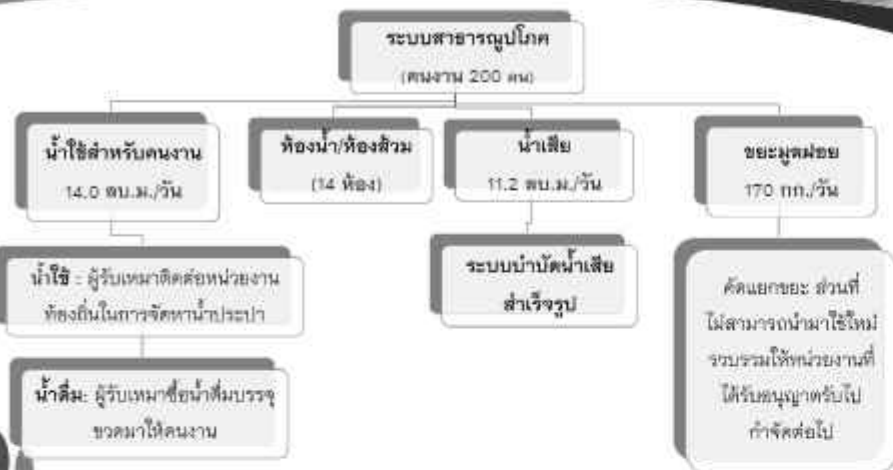 ระบบสาธารณูปโภค
(คนงาน 200 คน)
น้ำใช้สำหรับคนงาน
14.0 ลบ.ม./วัน
ห้องน้ำ/ห้องส้วม
(14 ห้อง)
น้ำเสีย
11.2 ลบ.ม./วัน
ขยะมูลฝอย
170 กก./วัน
น้ำใช้ : ผู้รับเหมาติดต่อหน่วยงาน
ท้องถิ่นในการจัดหาน้ำประปา
น้ำดื่ม: ผู้รับเหมาซื้อน้ำดื่มบรรจุ
ขวดมาให้คนงาน
ระบบบำบัดน้ำเสีย
สำเร็จรูป
คัดแยกขยะ ส่วนที่
ไม่สามารถนำมาใช้ใหม่
รวบรวมให้หน่วยงานที่
ได้รับอนุญาตรับไป
กำจัดต่อไป